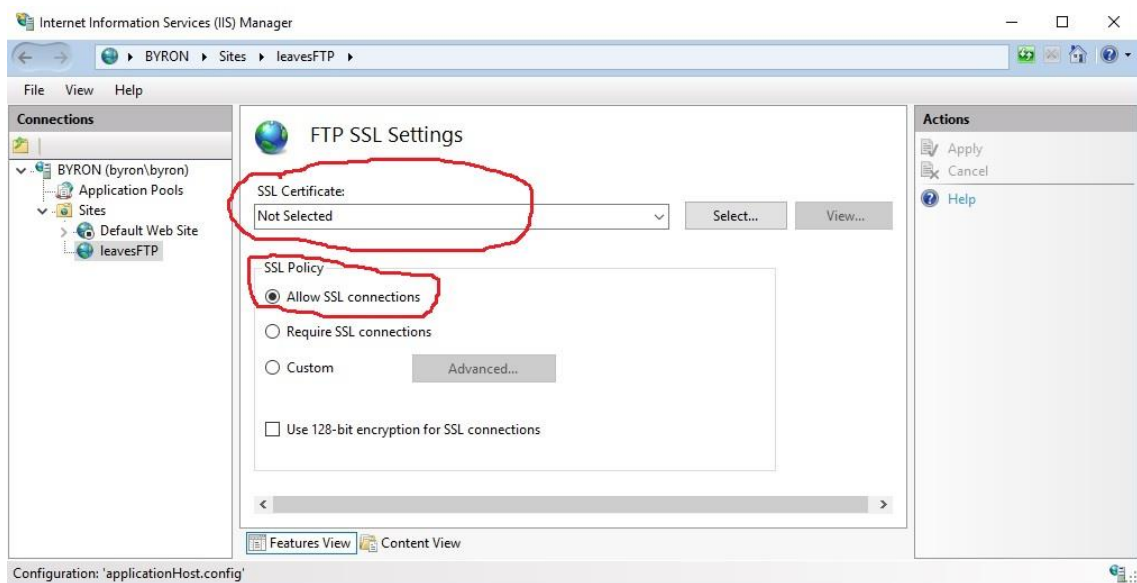 Internet Information Services (IIS) Manager
BYRON Sites leavesFTP
File View Help
Connections
BYRON (byron\byron)
Application Pools
Sites
Default Web Site
leavesFTP
FTP SSL Settings
SSL Certificate:
Not Selected
Select... View...
SSL Policy
Allow SSL connections
Require SSL connections
Custom Advanced...
Use 128-bit encryption for SSL connections
Features View Content View
Actions
Apply
Cancel
Help
Configuration: 'applicationHost.config'